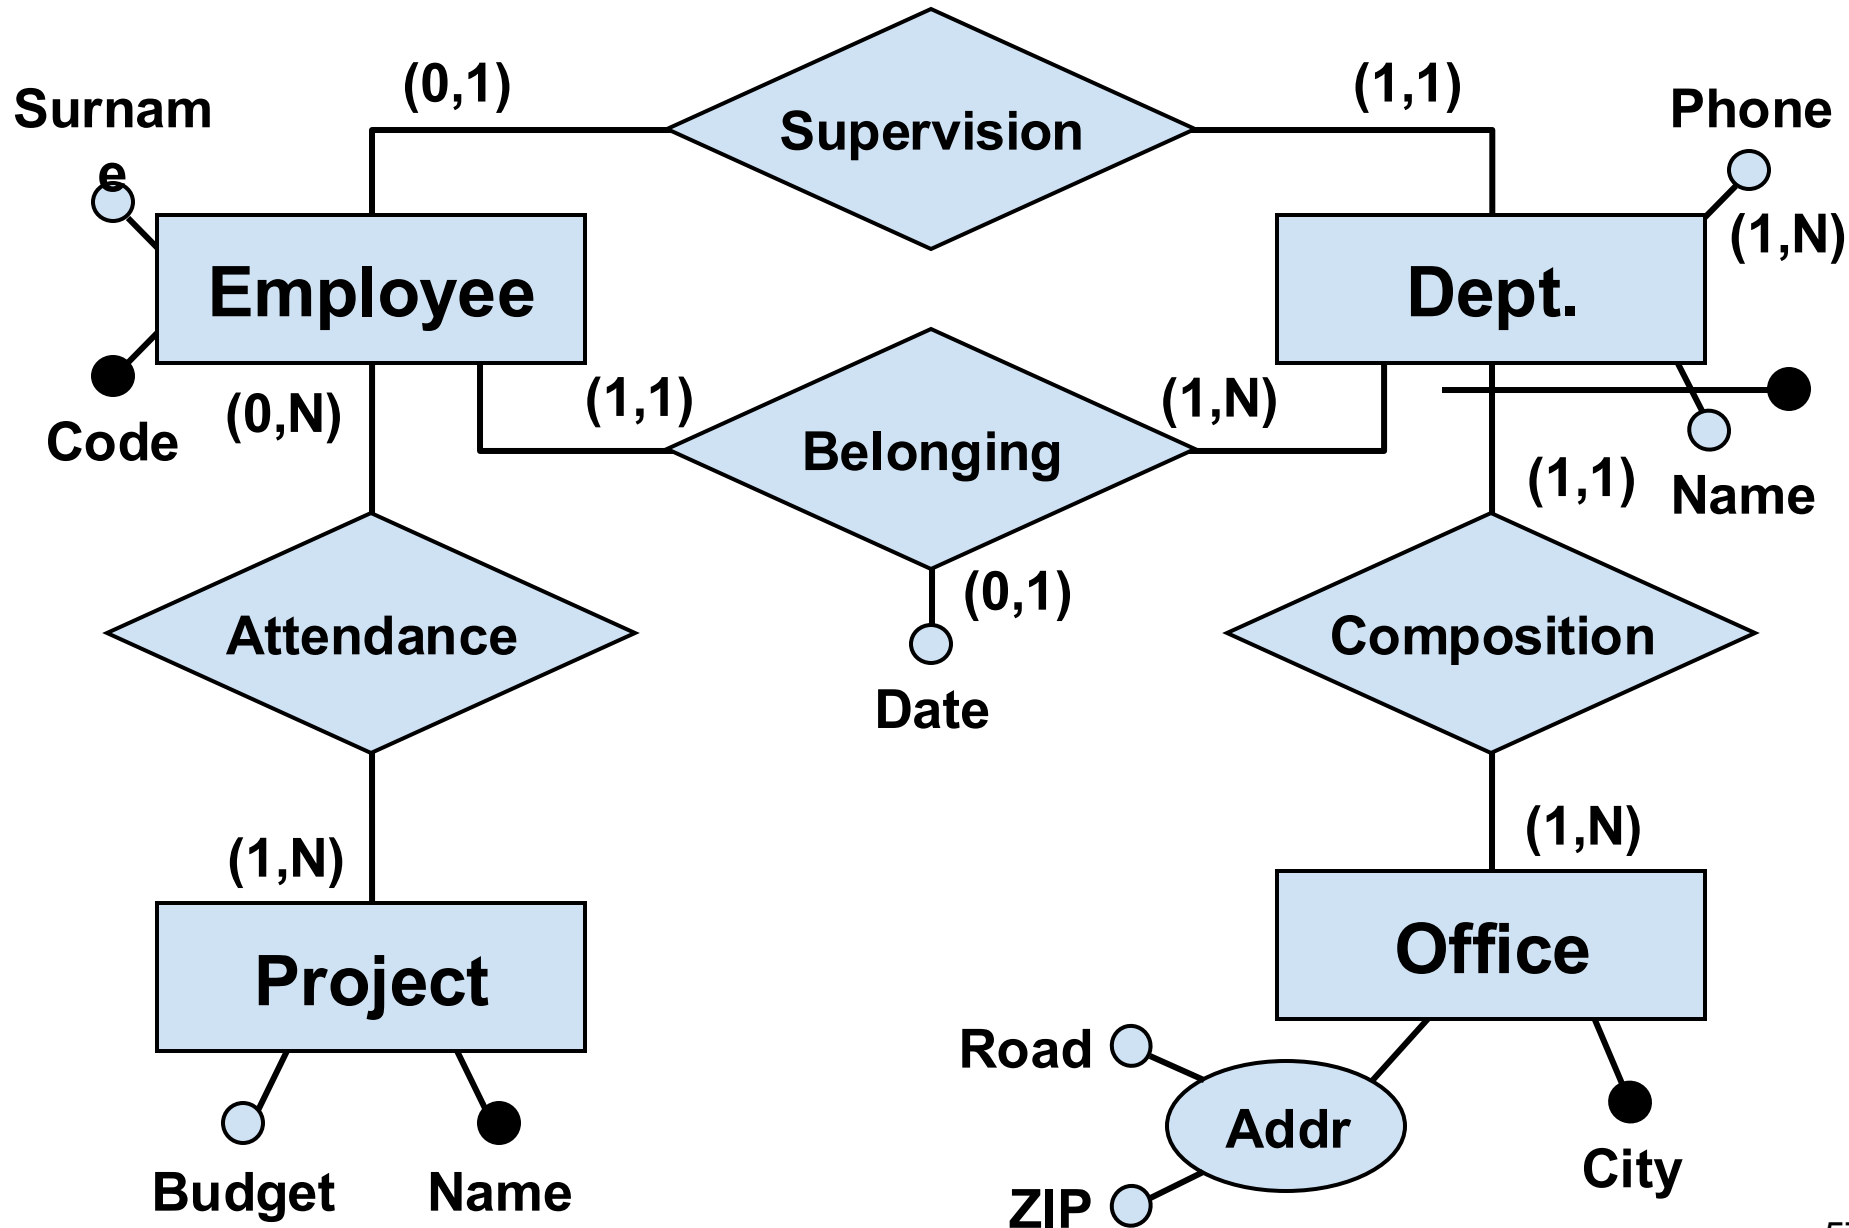 (0,1)
(1,1)
Surnam
e
Supervision
Phone
(1,N)
Employee
Dept.
Code
(0,N)
(1,1)
Belonging
(1,N)
(1,1)
Name
Attendance
(0,1)
Date
Composition
(1,N)
(1,N)
Project
Office
Road
Addr
ZIP
City
Budget
Name